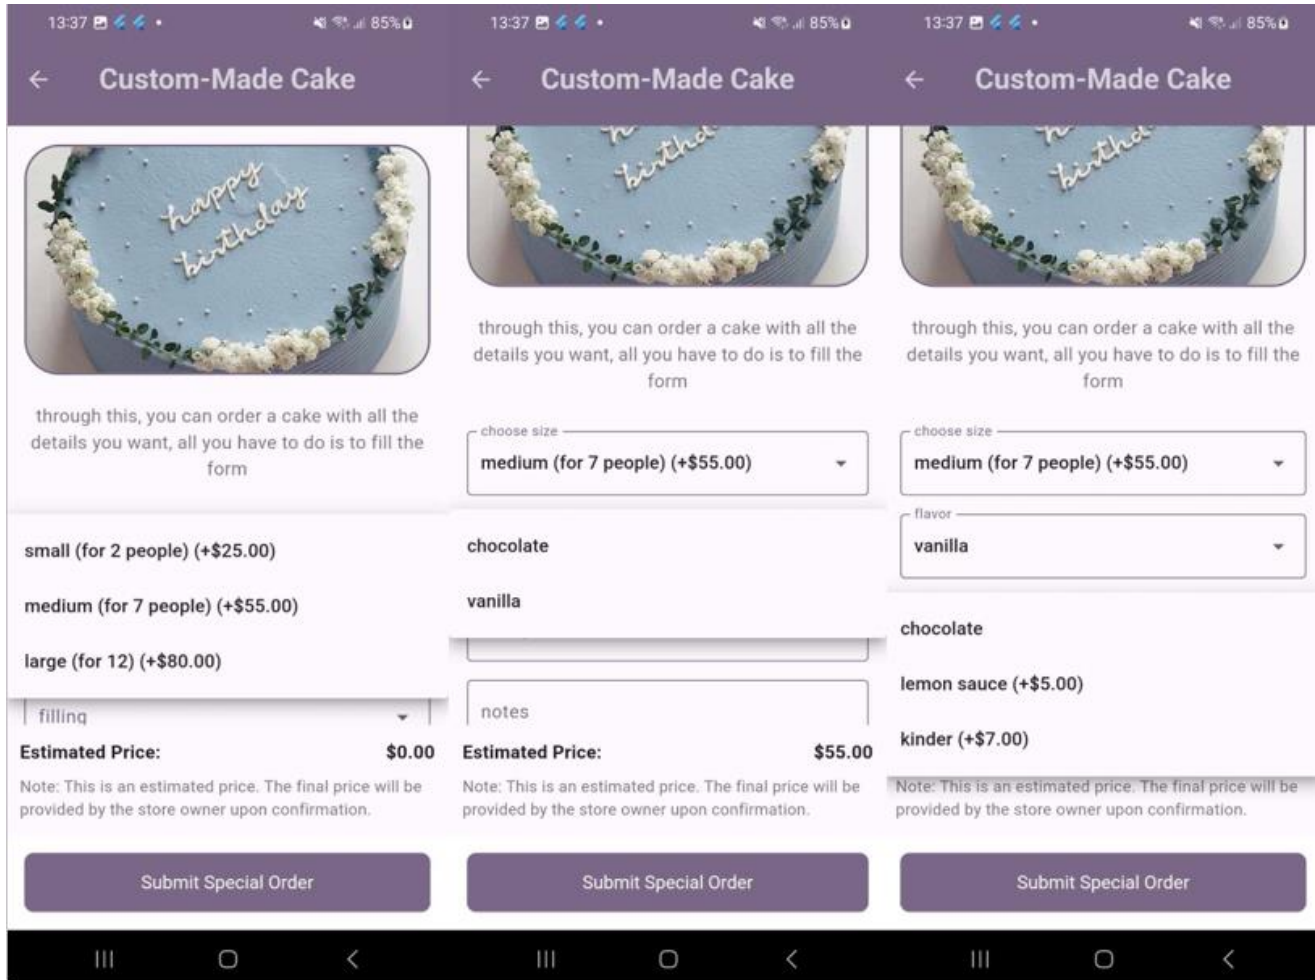 13:37
85%
Custom-Made Cake
happy
birthday
through this, you can order a cake with all the
details you want, all you have to do is to fill the
form
small (for 2 people) (+$25.00)
medium (for 7 people) (+$55.00)
large (for 12) (+$80.00)
filling
Estimated Price: $0.00
Note: This is an estimated price. The final price will be
provided by the store owner upon confirmation.
Submit Special Order
13:37
85%
Custom-Made Cake
birthday
through this, you can order a cake with all the
details you want, all you have to do is to fill the
form
choose size
medium (for 7 people) (+$55.00)
chocolate
vanilla
notes
Estimated Price: $55.00
Note: This is an estimated price. The final price will be
provided by the store owner upon confirmation.
Submit Special Order
13:37
85%
Custom-Made Cake
birthday
through this, you can order a cake with all the
details you want, all you have to do is to fill the
form
choose size
medium (for 7 people) (+$55.00)
flavor
vanilla
chocolate
lemon sauce (+$5.00)
kinder (+$7.00)
Note: This is an estimated price. The final price will be
provided by the store owner upon confirmation.
Submit Special Order